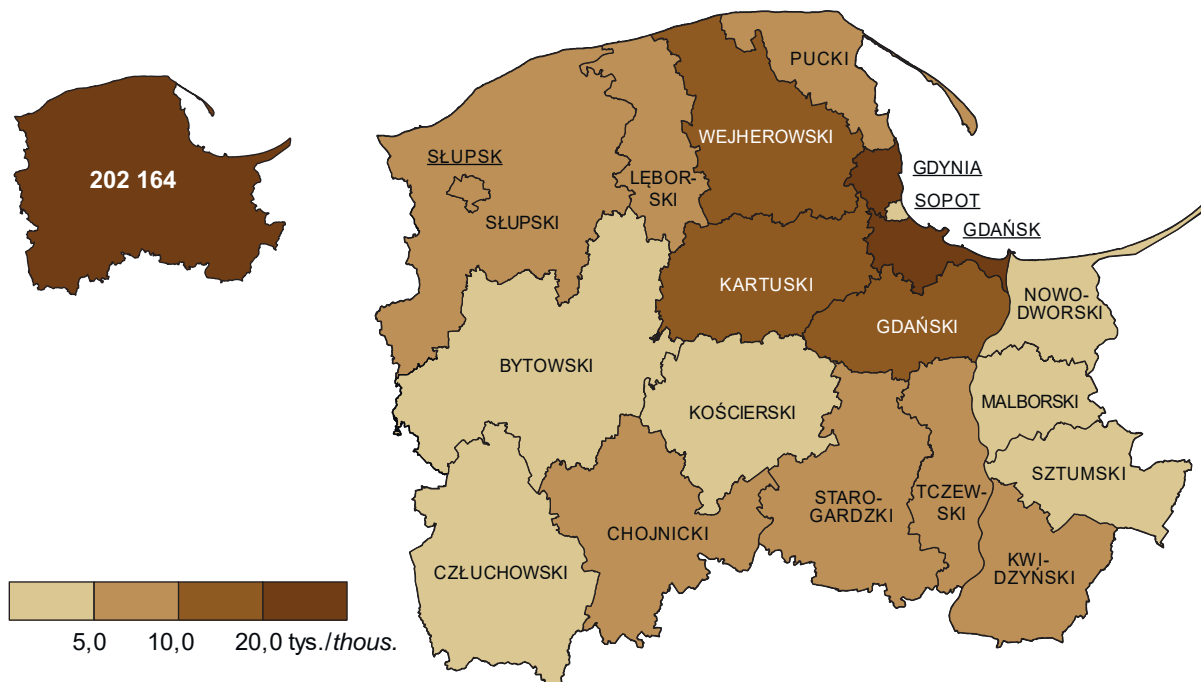 202 164
PUCKI
WEJHEROWSKI
SŁUPSK
LĘBOR-
SKI
GDYNIA
SOPOT
SŁUPSKI
GDAŃSK
KARTUSKI
NOWO-
DWORSKI
GDAŃSKI
BYTOWSKI
KOŚCIERSKI
MALBORSKI
SZTUMSKI
STARO-
GARDZKI
TCZEW-
SKI
CHOJNICKI
KWI-
DZYŃSKI
CZŁUCHOWSKI
5,0 10,0 20,0 tys./thous.